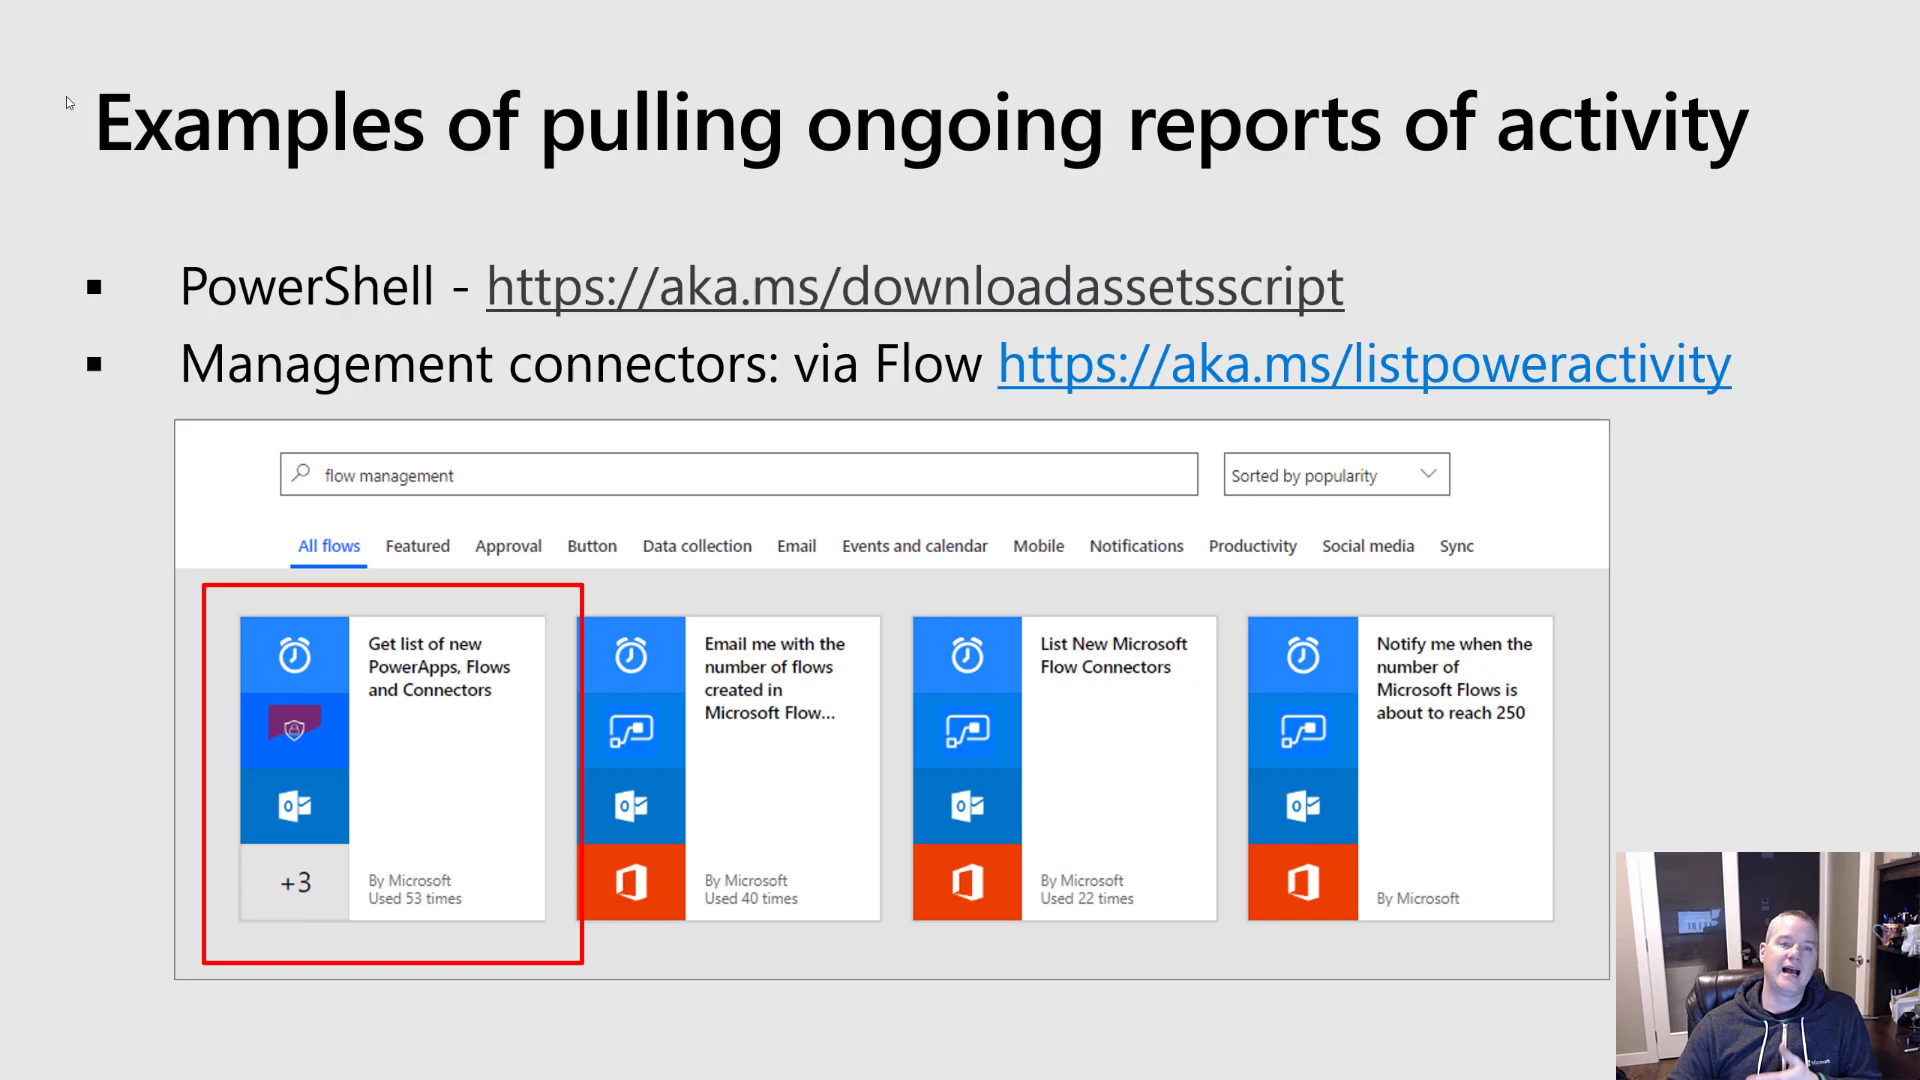 Examples of pulling ongoing reports of activity
▪ PowerShell - https://aka.ms/downloadassetsscript
▪ Management connectors: via Flow https://aka.ms/listpoweractivity
flow management
Sorted by popularity
All flows Featured Approval Button Data collection Email Events and calendar Mobile Notifications Productivity Social media Sync
Get list of new
PowerApps, Flows
and Connectors
+3
By Microsoft
Used 53 times
Email me with the
number of flows
created in
Microsoft Flow...
By Microsoft
Used 40 times
List New Microsoft
Flow Connectors
By Microsoft
Used 22 times
Notify me when the
number of
Microsoft Flows is
about to reach 250
By Microsoft
Microsoft